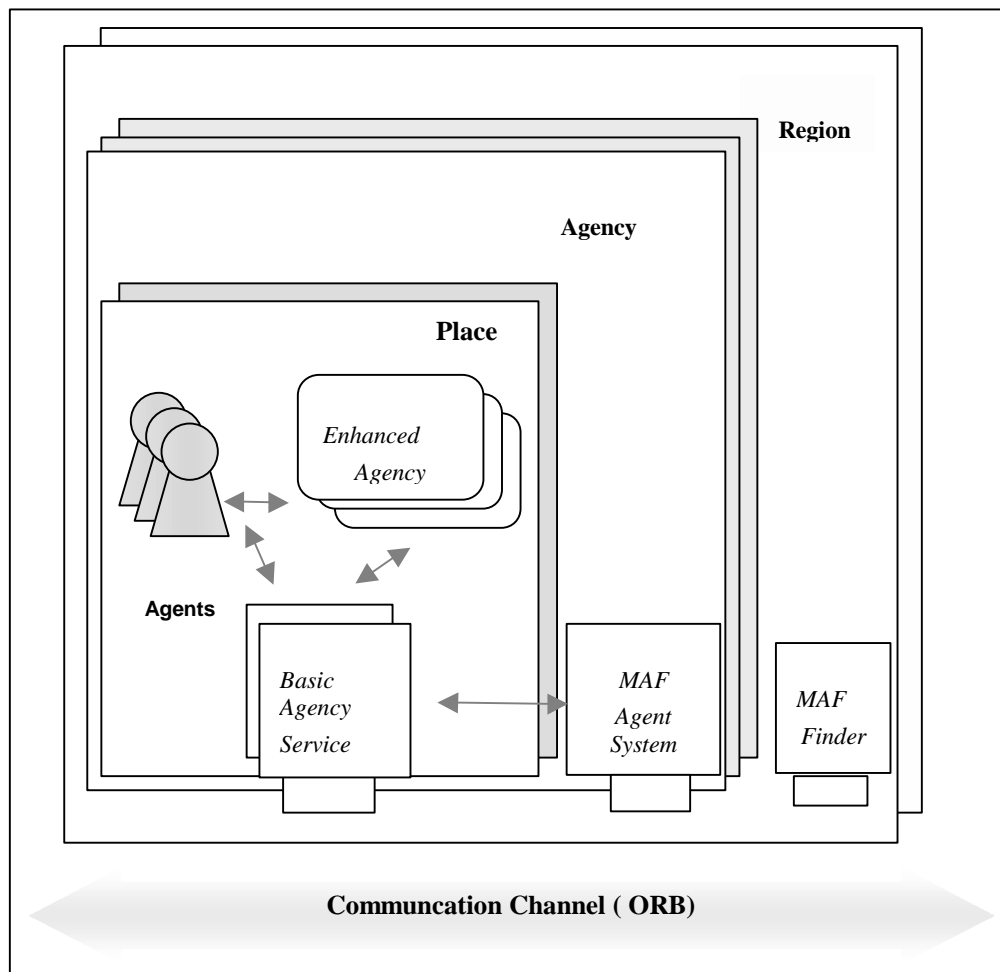 Region
Agency
Place
Enhanced
Agency
Agents
Basic
Agency
Service
MAF
Agent
System
MAF
Finder
Communcation Channel ( ORB)